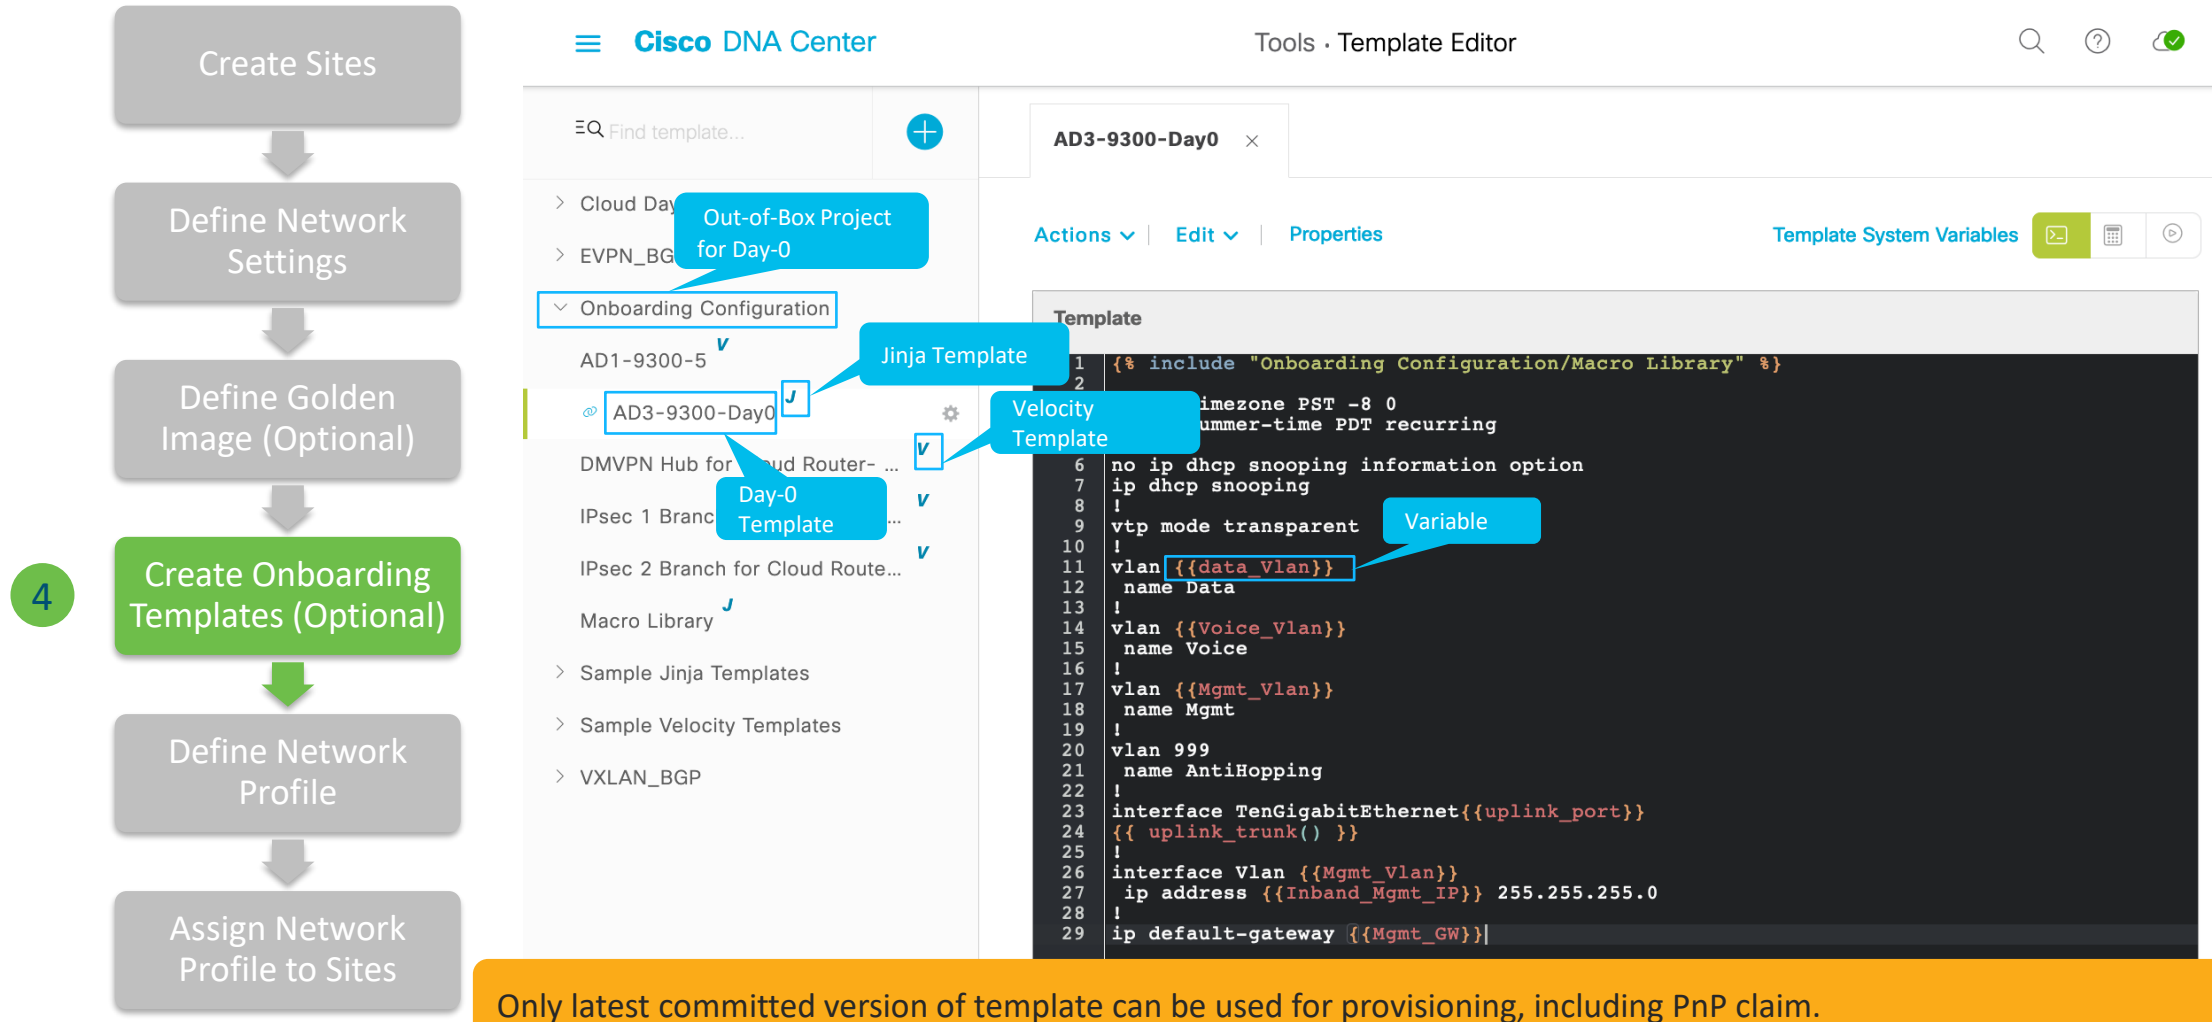 Create Sites
Define Network
Settings
Define Golden
Image (Optional)
4
Create Onboarding
Templates (Optional)
Define Network
Profile
Assign Network
Profile to Sites
Cisco DNA Center
Tools · Template Editor
Find template...
Cloud Day
Out-of-Box Project
for Day-0
EVPN_BG
Onboarding Configuration
AD1-9300-5 V
Jinja Template
AD3-9300-Day0 J
Velocity
Template
DMVPN Hub for Cloud Router- ... V
Day-0
Template
IPsec 1 Branc ... V
IPsec 2 Branch for Cloud Route... V
Macro Library J
Sample Jinja Templates
Sample Velocity Templates
VXLAN_BGP
AD3-9300-Day0 ×
Actions | Edit | Properties
Template System Variables
Template
1 {% include "Onboarding Configuration/Macro Library" %}
2
imezone PST -8 0
ummer-time PDT recurring
6 no ip dhcp snooping information option
7 ip dhcp snooping
8 !
9 vtp mode transparent
Variable
10 !
11 vlan {{data_Vlan}}
12 name Data
13 !
14 vlan {{Voice_Vlan}}
15 name Voice
16 !
17 vlan {{Mgmt_Vlan}}
18 name Mgmt
19 !
20 vlan 999
21 name AntiHopping
22 !
23 interface TenGigabitEthernet{{uplink_port}}
24 {{ uplink_trunk() }}
25 !
26 interface Vlan {{Mgmt_Vlan}}
27 ip address {{Inband_Mgmt_IP}} 255.255.255.0
28 !
29 ip default-gateway {{Mgmt_GW}}
Only latest committed version of template can be used for provisioning, including PnP claim.